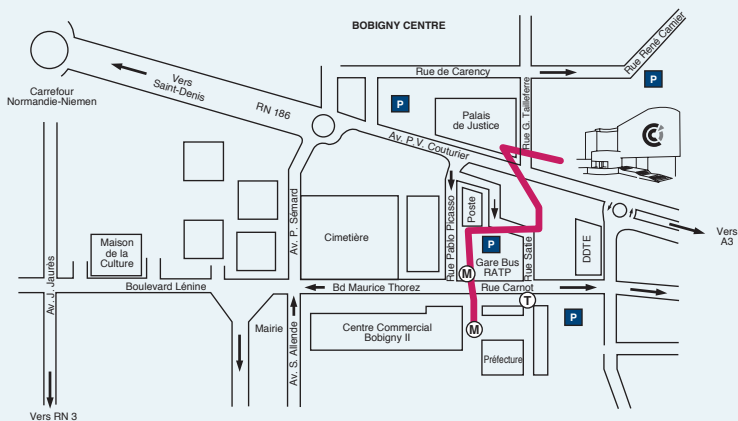 BOBIGNY CENTRE
Rue René Camier
Rue de Carency
P
Carrefour
Normandie-Niemen
Vers
Saint-Denis
RN 186
P
Palais
de Justice
Rue G. Tailleferre
Av. P.V. Couturier
Av. P. Sémard
Cimetière
Rue Pablo Picasso
Poste
P
Gare Bus
RATP
Rue Satie
DDTE
Vers
A3
Maison
de la
Culture
M
Av. J. Jaurès
Boulevard Lénine
Bd Maurice Thorez
Rue Carnot
T
P
Mairie
Av. S. Allende
Centre Commercial
Bobigny II
M
Préfecture
Vers RN 3